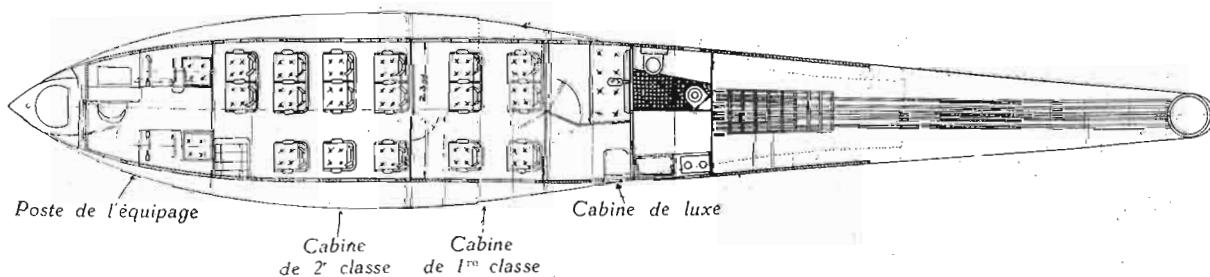 Poste de l'équipage
Cabine
de 2e classe
Cabine
de 1re classe
Cabine de luxe